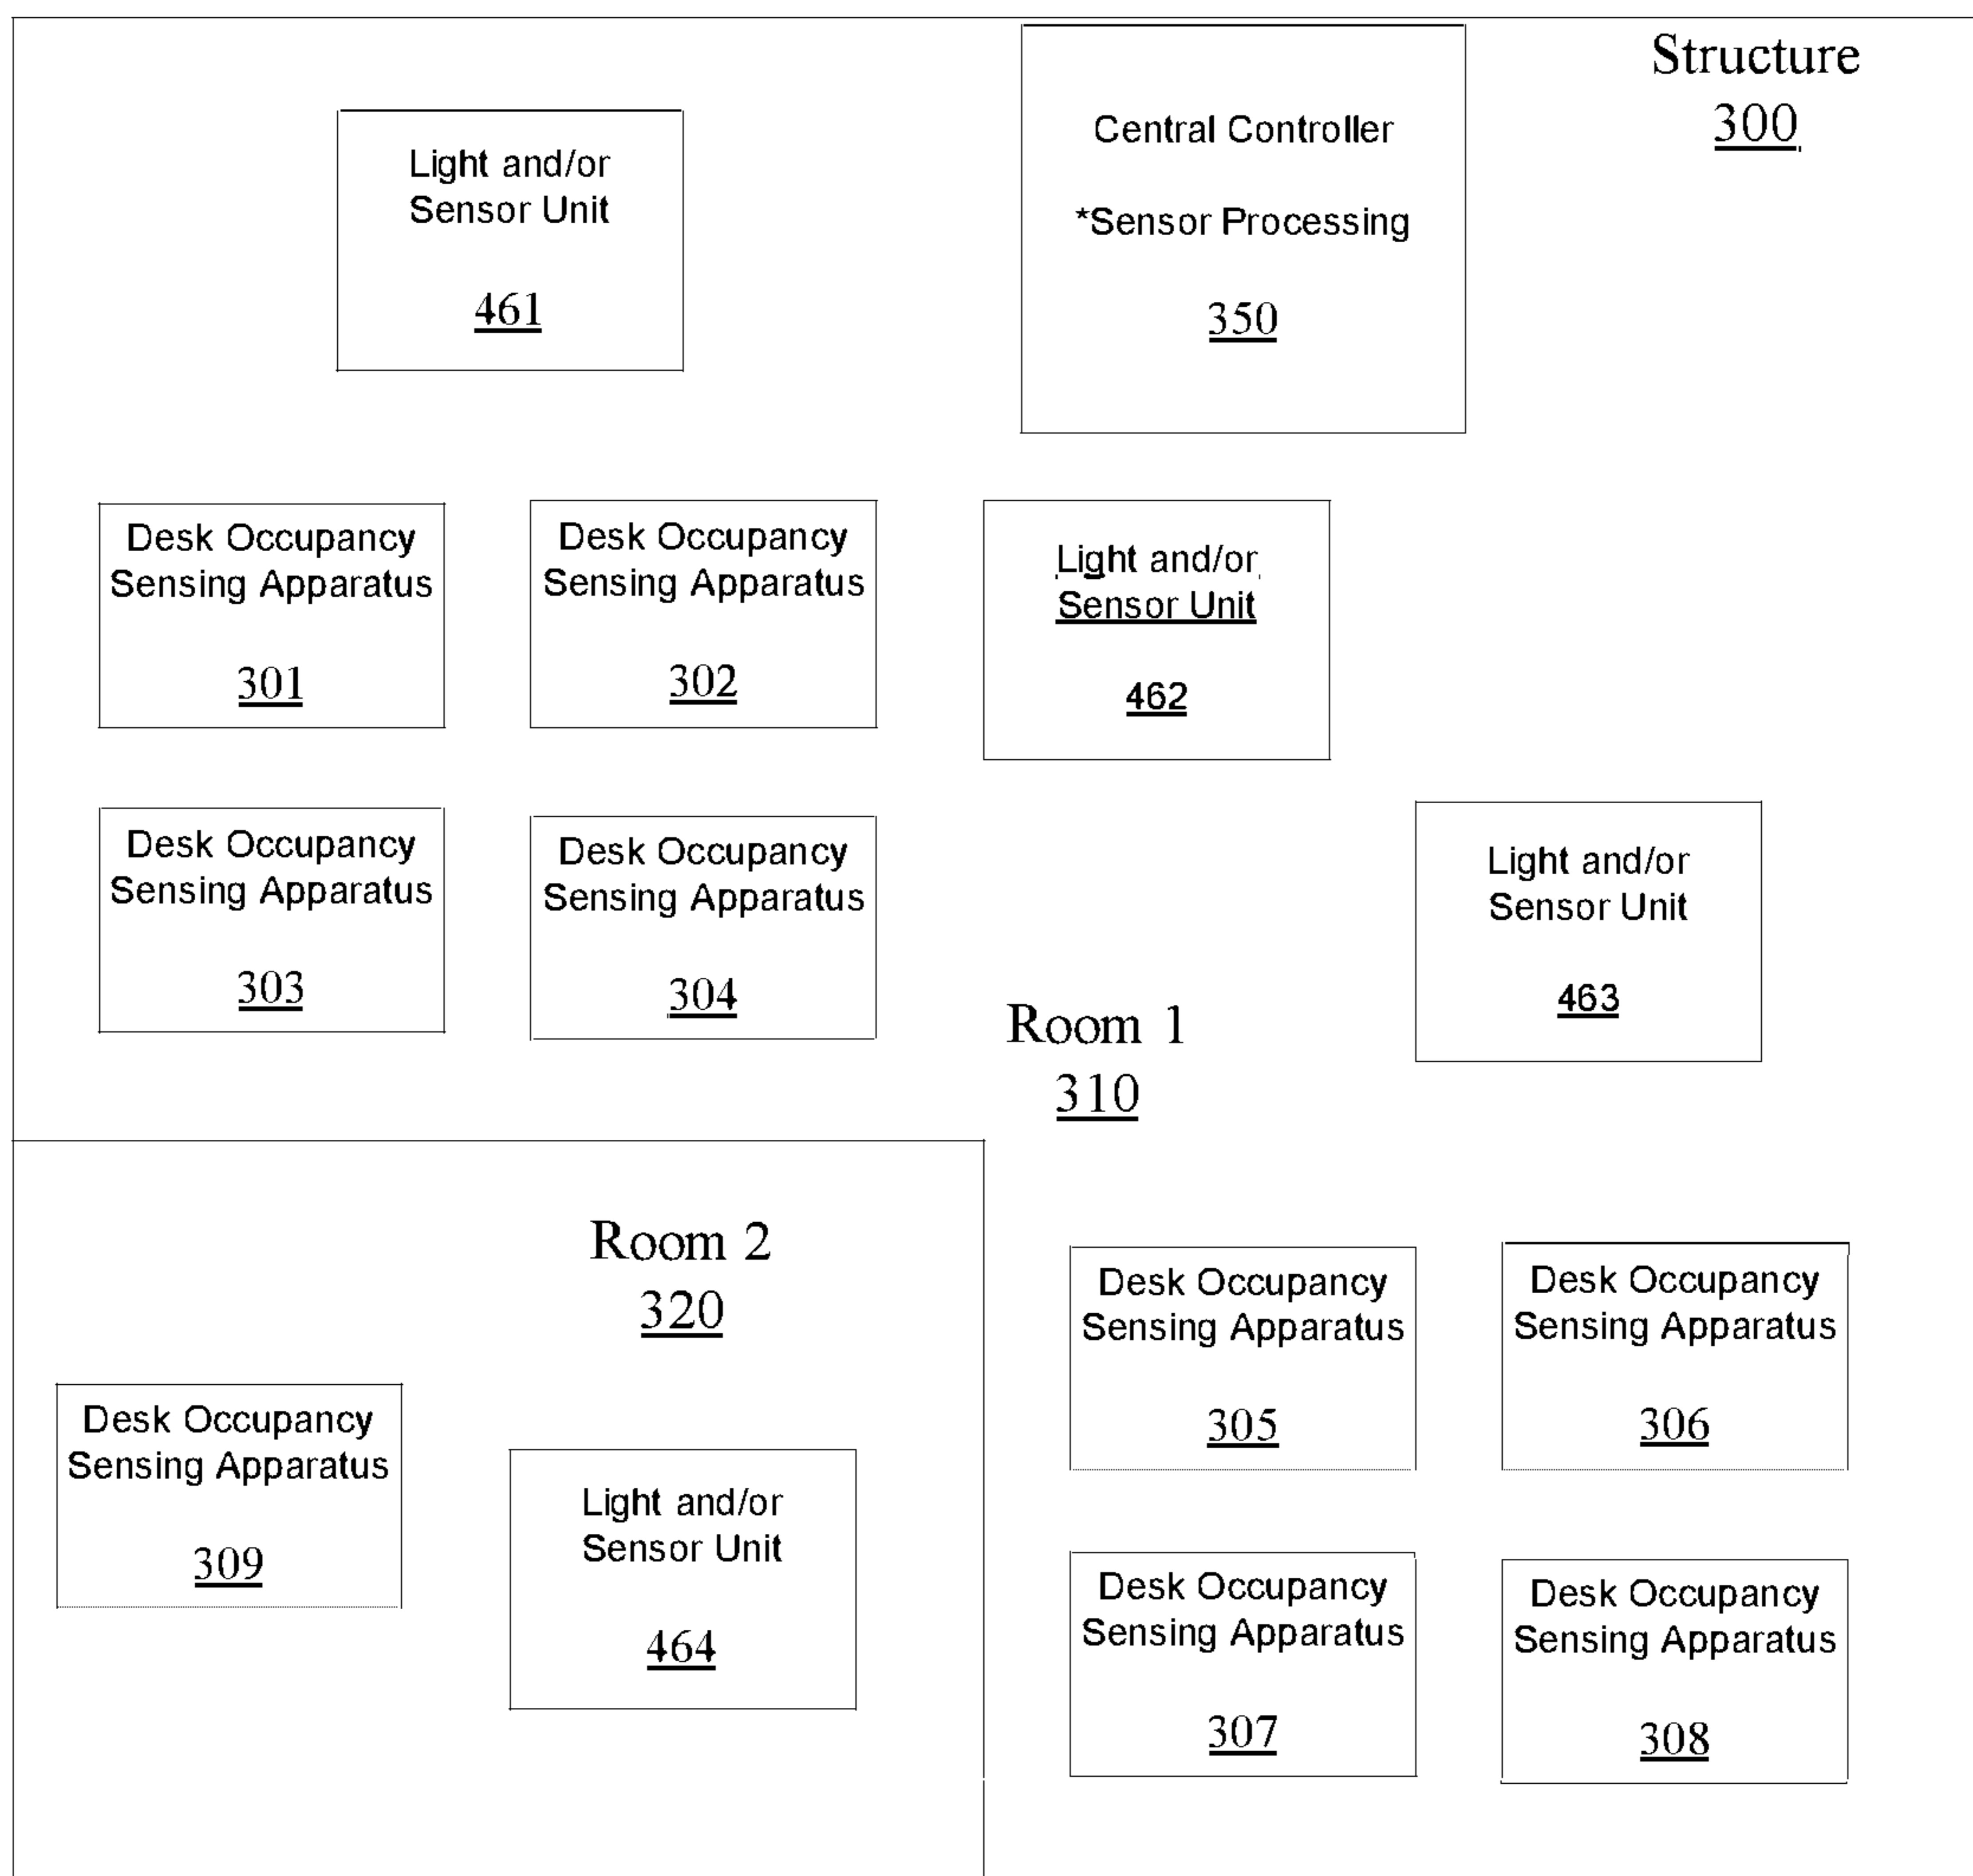 Structure
300
Light and/or
Sensor Unit
461
Central Controller
*Sensor Processing
350
Desk Occupancy
Sensing Apparatus
301
Desk Occupancy
Sensing Apparatus
302
Light and/or
Sensor Unit
462
Desk Occupancy
Sensing Apparatus
303
Desk Occupancy
Sensing Apparatus
304
Light and/or
Sensor Unit
463
Room 1
310
Room 2
320
Desk Occupancy
Sensing Apparatus
309
Light and/or
Sensor Unit
464
Desk Occupancy
Sensing Apparatus
305
Desk Occupancy
Sensing Apparatus
306
Desk Occupancy
Sensing Apparatus
307
Desk Occupancy
Sensing Apparatus
308